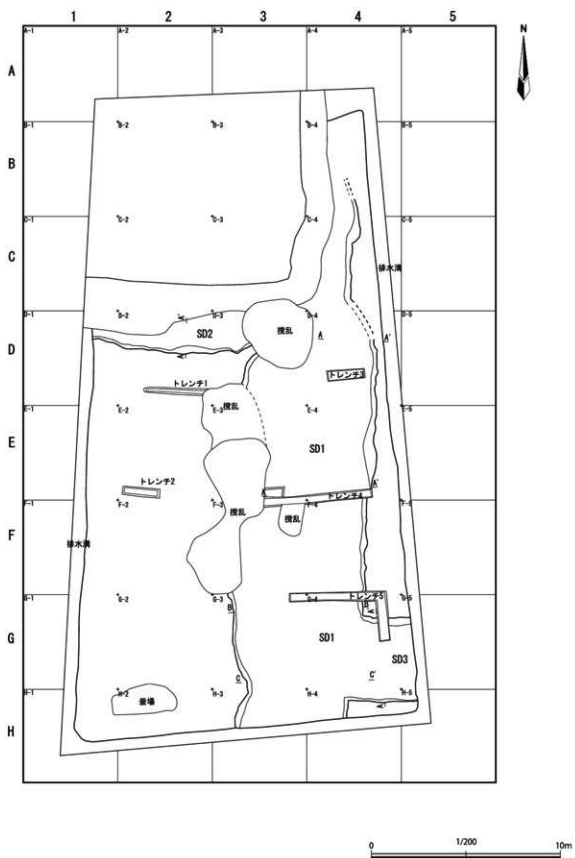 1 2 3 4 5
N
A-1 A-2 A-3 A-4 A-5
A
B-2 B-3 B-4 B-5
B
C-1 C-2 C-3 C-4 C-5
C
排水溝
D-1 D-2 A' D-3 D-4
SD2 撹乱 A A'
D
A
トレンチ3
トレンチ1
E-1 E-2 E-3 撹乱 E-4 E-5
E
SD1
トレンチ2 A A'
トレンチ4
F-1 F-2 F-3 撹乱 F-4 F-5
撹乱
F
排水溝
G-1 G-2 G-3 G-4 トレンチ5 G-5
B B' A
G
SD1
SD3
C C'
H-1 H-2 H-3 H-4 H-5
釜場 A'
H
0 1/200 10m